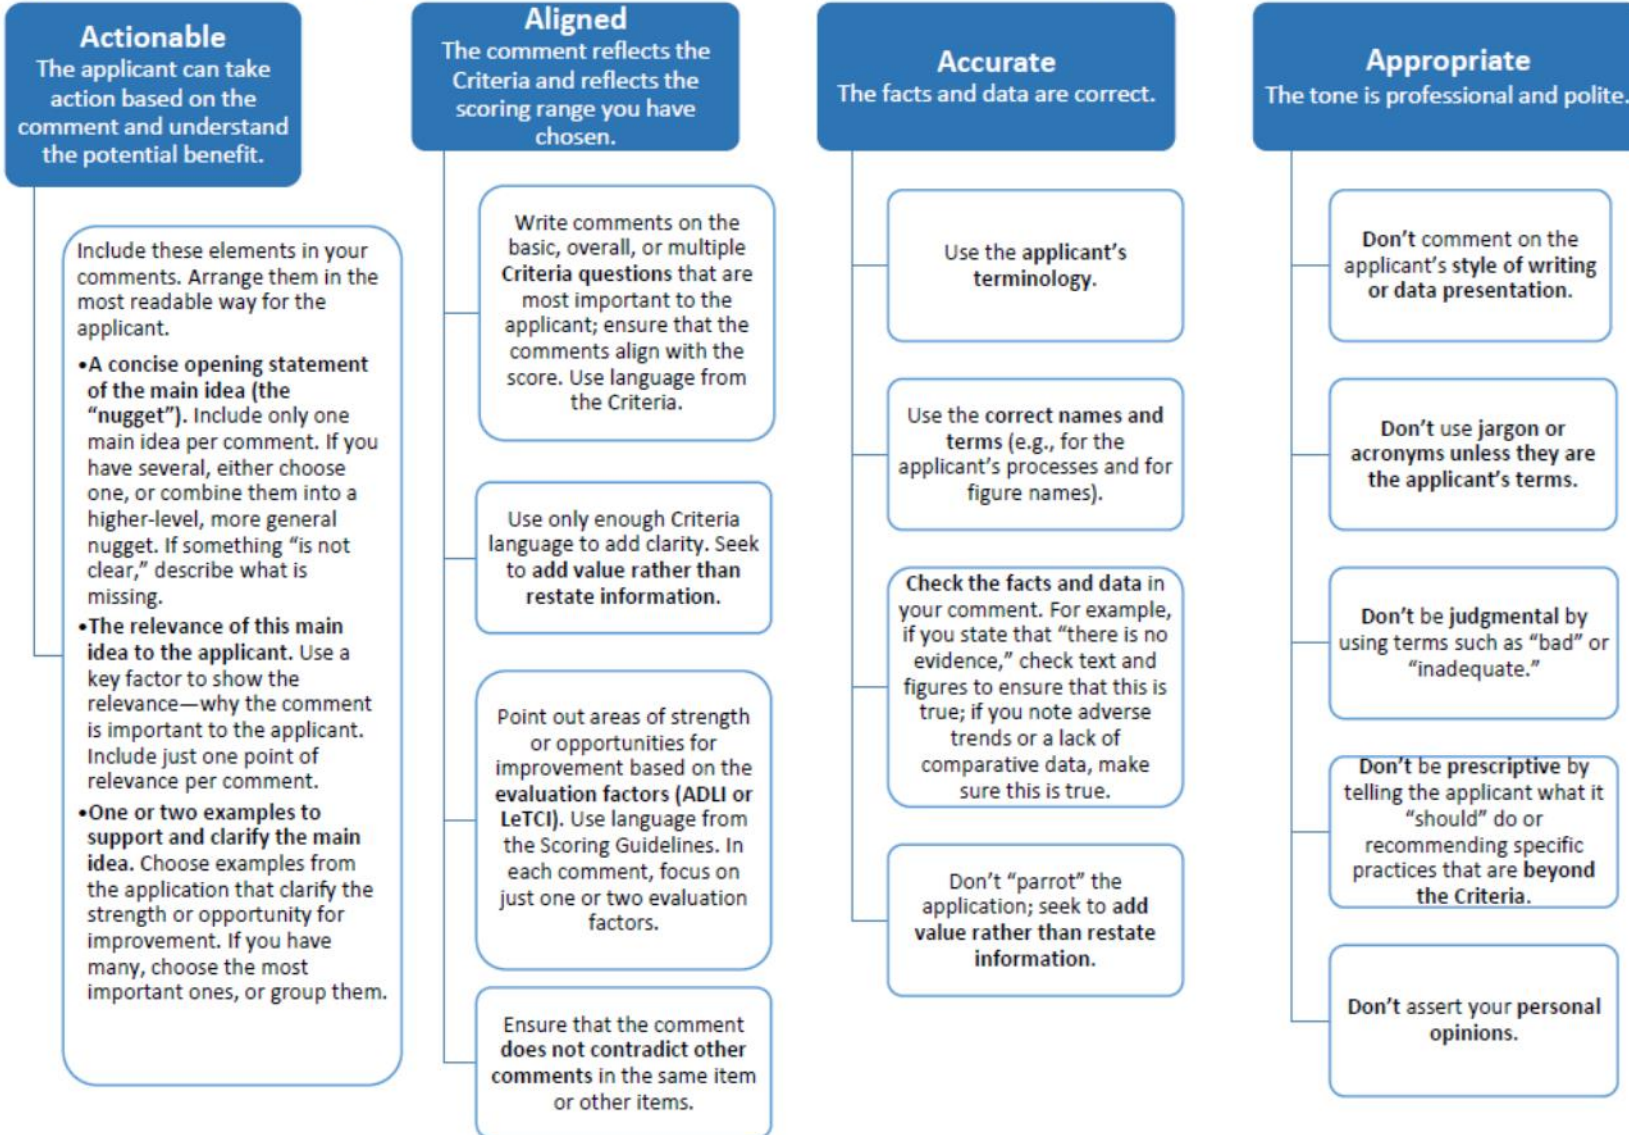 Actionable
The applicant can take
action based on the
comment and understand
the potential benefit.
Include these elements in your
comments. Arrange them in the
most readable way for the
applicant.
•A concise opening statement
of the main idea (the
“nugget”). Include only one
main idea per comment. If you
have several, either choose
one, or combine them into a
higher-level, more general
nugget. If something “is not
clear,” describe what is
missing.
•The relevance of this main
idea to the applicant. Use a
key factor to show the
relevance—why the comment
is important to the applicant.
Include just one point of
relevance per comment.
•One or two examples to
support and clarify the main
idea. Choose examples from
the application that clarify the
strength or opportunity for
improvement. If you have
many, choose the most
important ones, or group them.
Aligned
The comment reflects the
Criteria and reflects the
scoring range you have
chosen.
Write comments on the
basic, overall, or multiple
Criteria questions that are
most important to the
applicant; ensure that the
comments align with the
score. Use language from
the Criteria.
Use only enough Criteria
language to add clarity. Seek
to add value rather than
restate information.
Point out areas of strength
or opportunities for
improvement based on the
evaluation factors (ADLI or
LeTCI). Use language from
the Scoring Guidelines. In
each comment, focus on
just one or two evaluation
factors.
Ensure that the comment
does not contradict other
comments in the same item
or other items.
Accurate
The facts and data are correct.
Use the applicant’s
terminology.
Use the correct names and
terms (e.g., for the
applicant’s processes and for
figure names).
Check the facts and data in
your comment. For example,
if you state that “there is no
evidence,” check text and
figures to ensure that this is
true; if you note adverse
trends or a lack of
comparative data, make
sure this is true.
Don’t “parrot” the
application; seek to add
value rather than restate
information.
Appropriate
The tone is professional and polite.
Don’t comment on the
applicant’s style of writing
or data presentation.
Don’t use jargon or
acronyms unless they are
the applicant’s terms.
Don’t be judgmental by
using terms such as “bad” or
“inadequate.”
Don’t be prescriptive by
telling the applicant what it
“should” do or
recommending specific
practices that are beyond
the Criteria.
Don’t assert your personal
opinions.